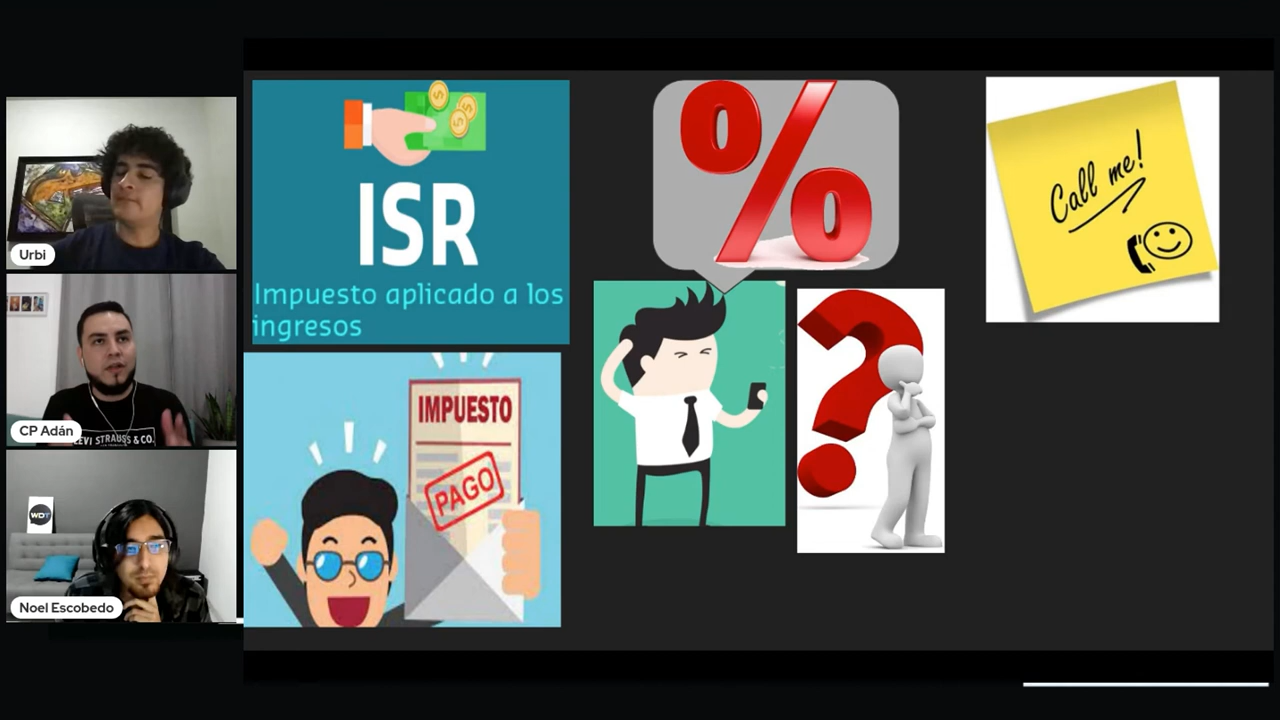 Urbi
CP Adán
LEVI STRAUSS & CO.
WDT
Noel Escobedo
ISR
Impuesto aplicado a los
ingresos
IMPUESTO
PAGO
%
Call me!